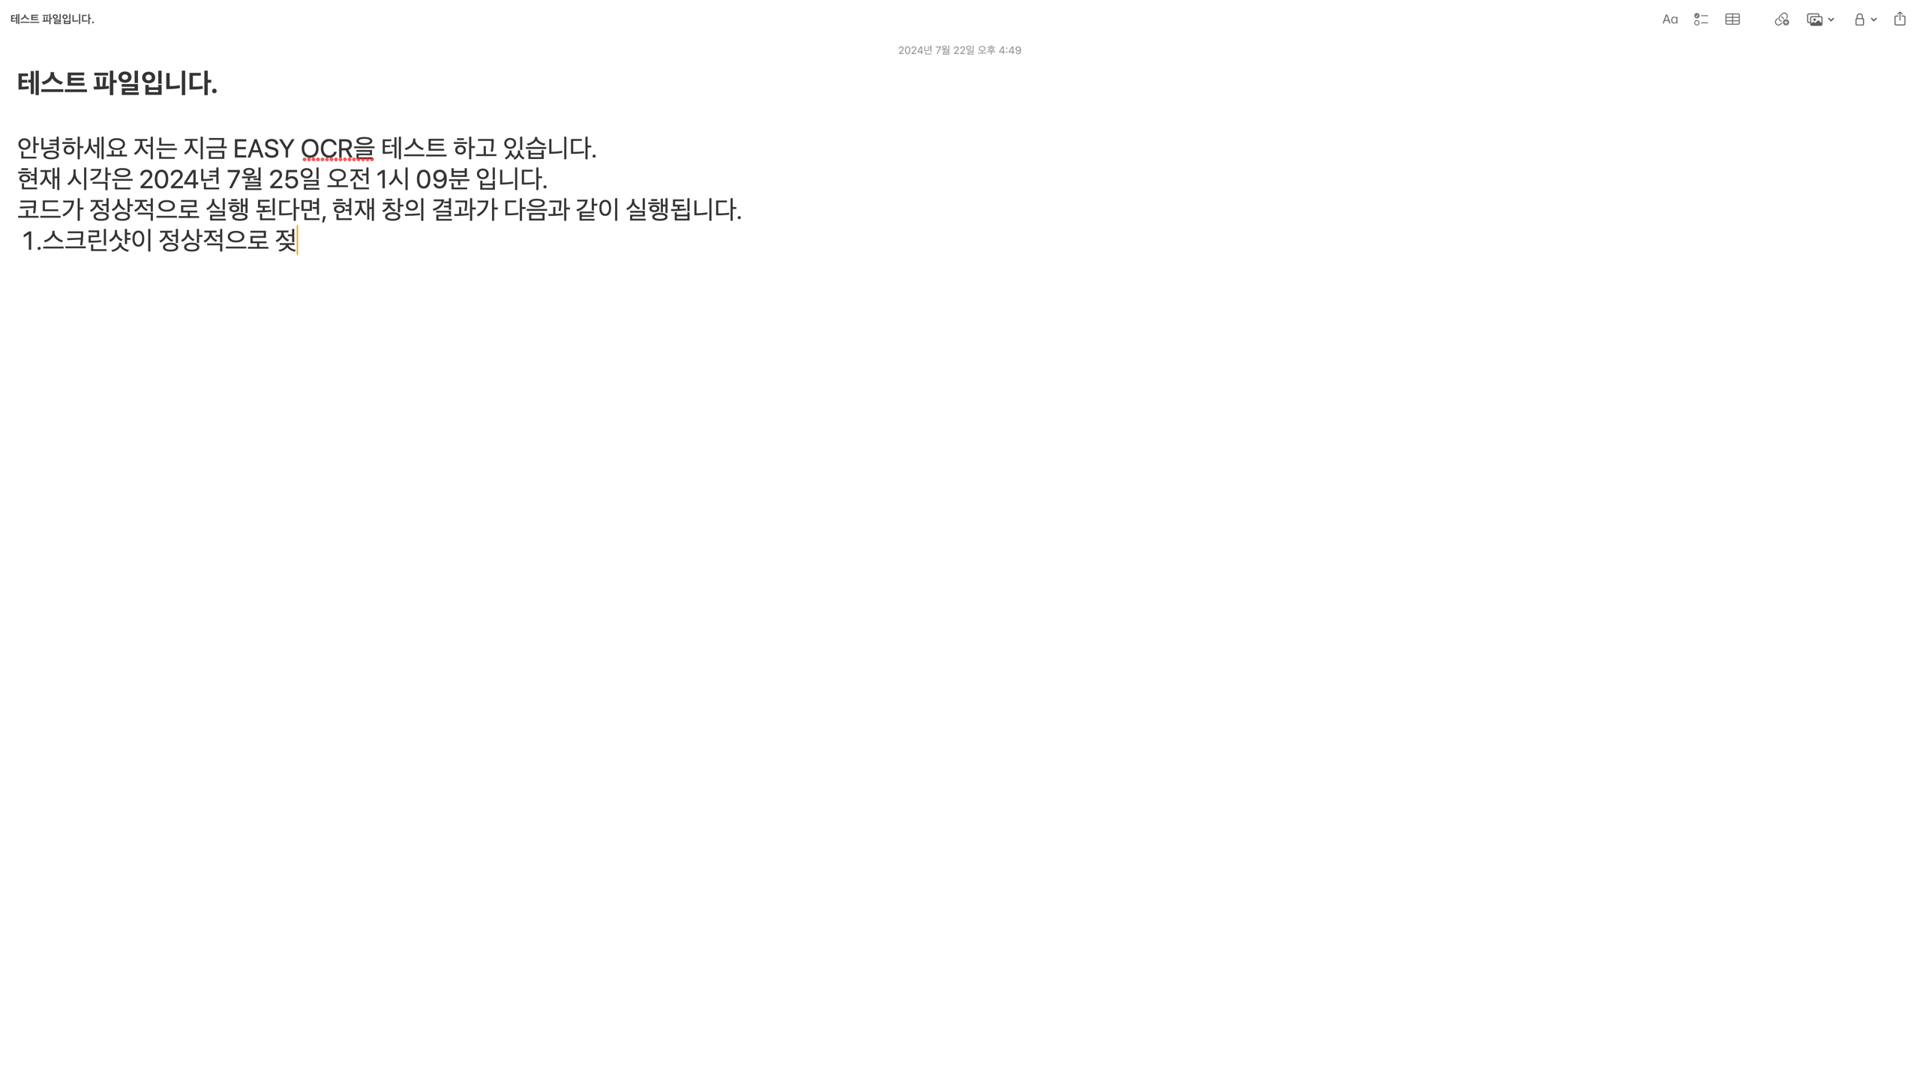 테스트 파일입니다.
Aa
2024년 7월 22일 오후 4:49
테스트 파일입니다.
안녕하세요 저는 지금 EASY OCR을 테스트 하고 있습니다.
현재 시각은 2024년 7월 25일 오전 1시 09분 입니다.
코드가 정상적으로 실행 된다면, 현재 창의 결과가 다음과 같이 실행됩니다.
1.스크린샷이 정상적으로 젖